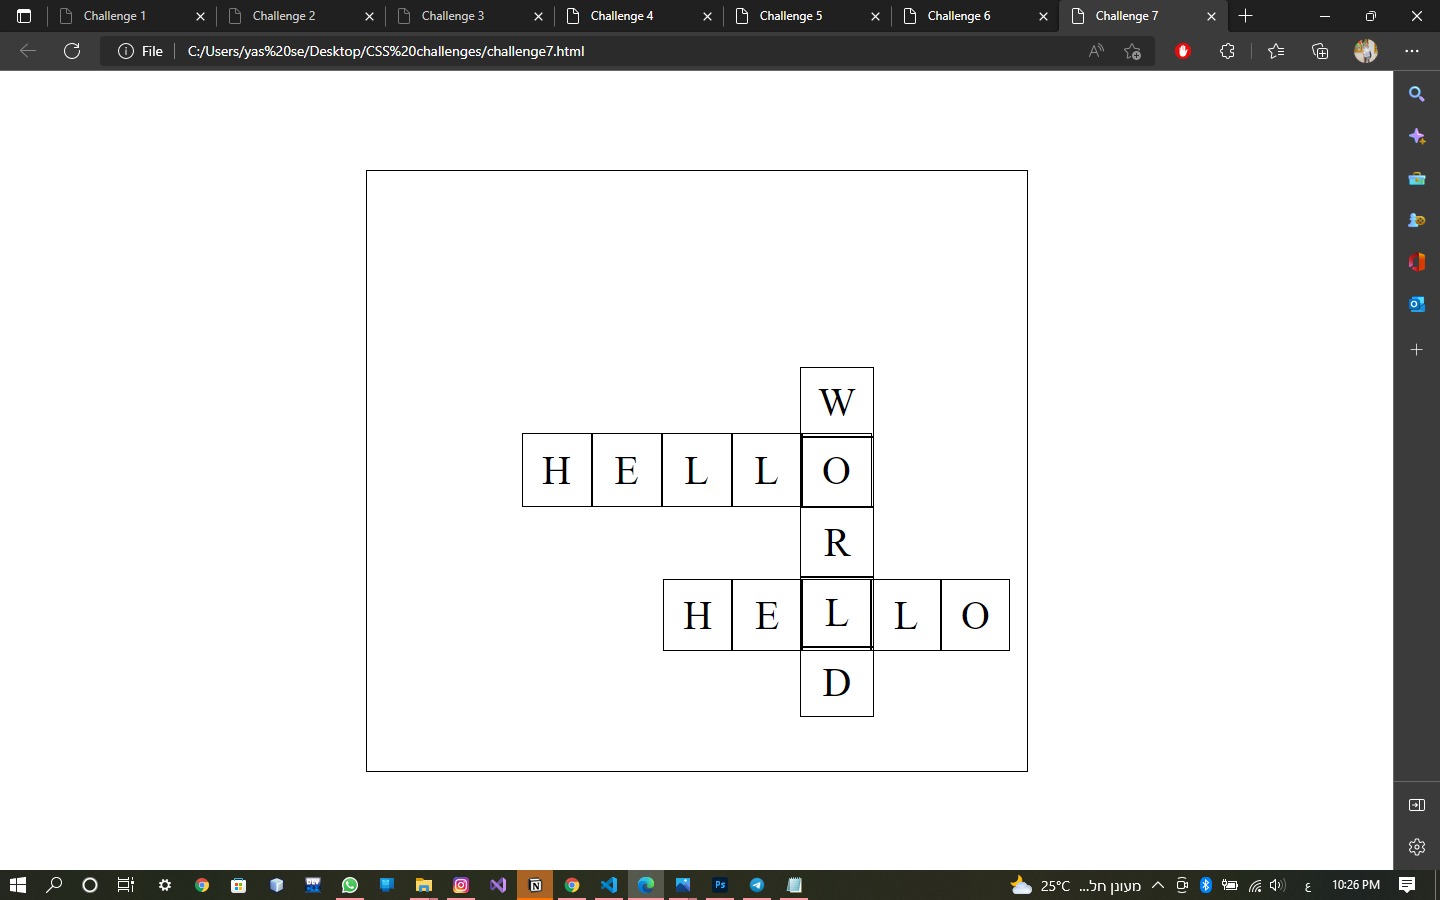 Challenge 1 Challenge 2 Challenge 3 Challenge 4 Challenge 5 Challenge 6 Challenge 7
File C:/Users/yas%20se/Desktop/CSS%20challenges/challenge7.html
W
H E L L O
R
H E L L O
D
25°C מעונן חל... ع 10:26 PM